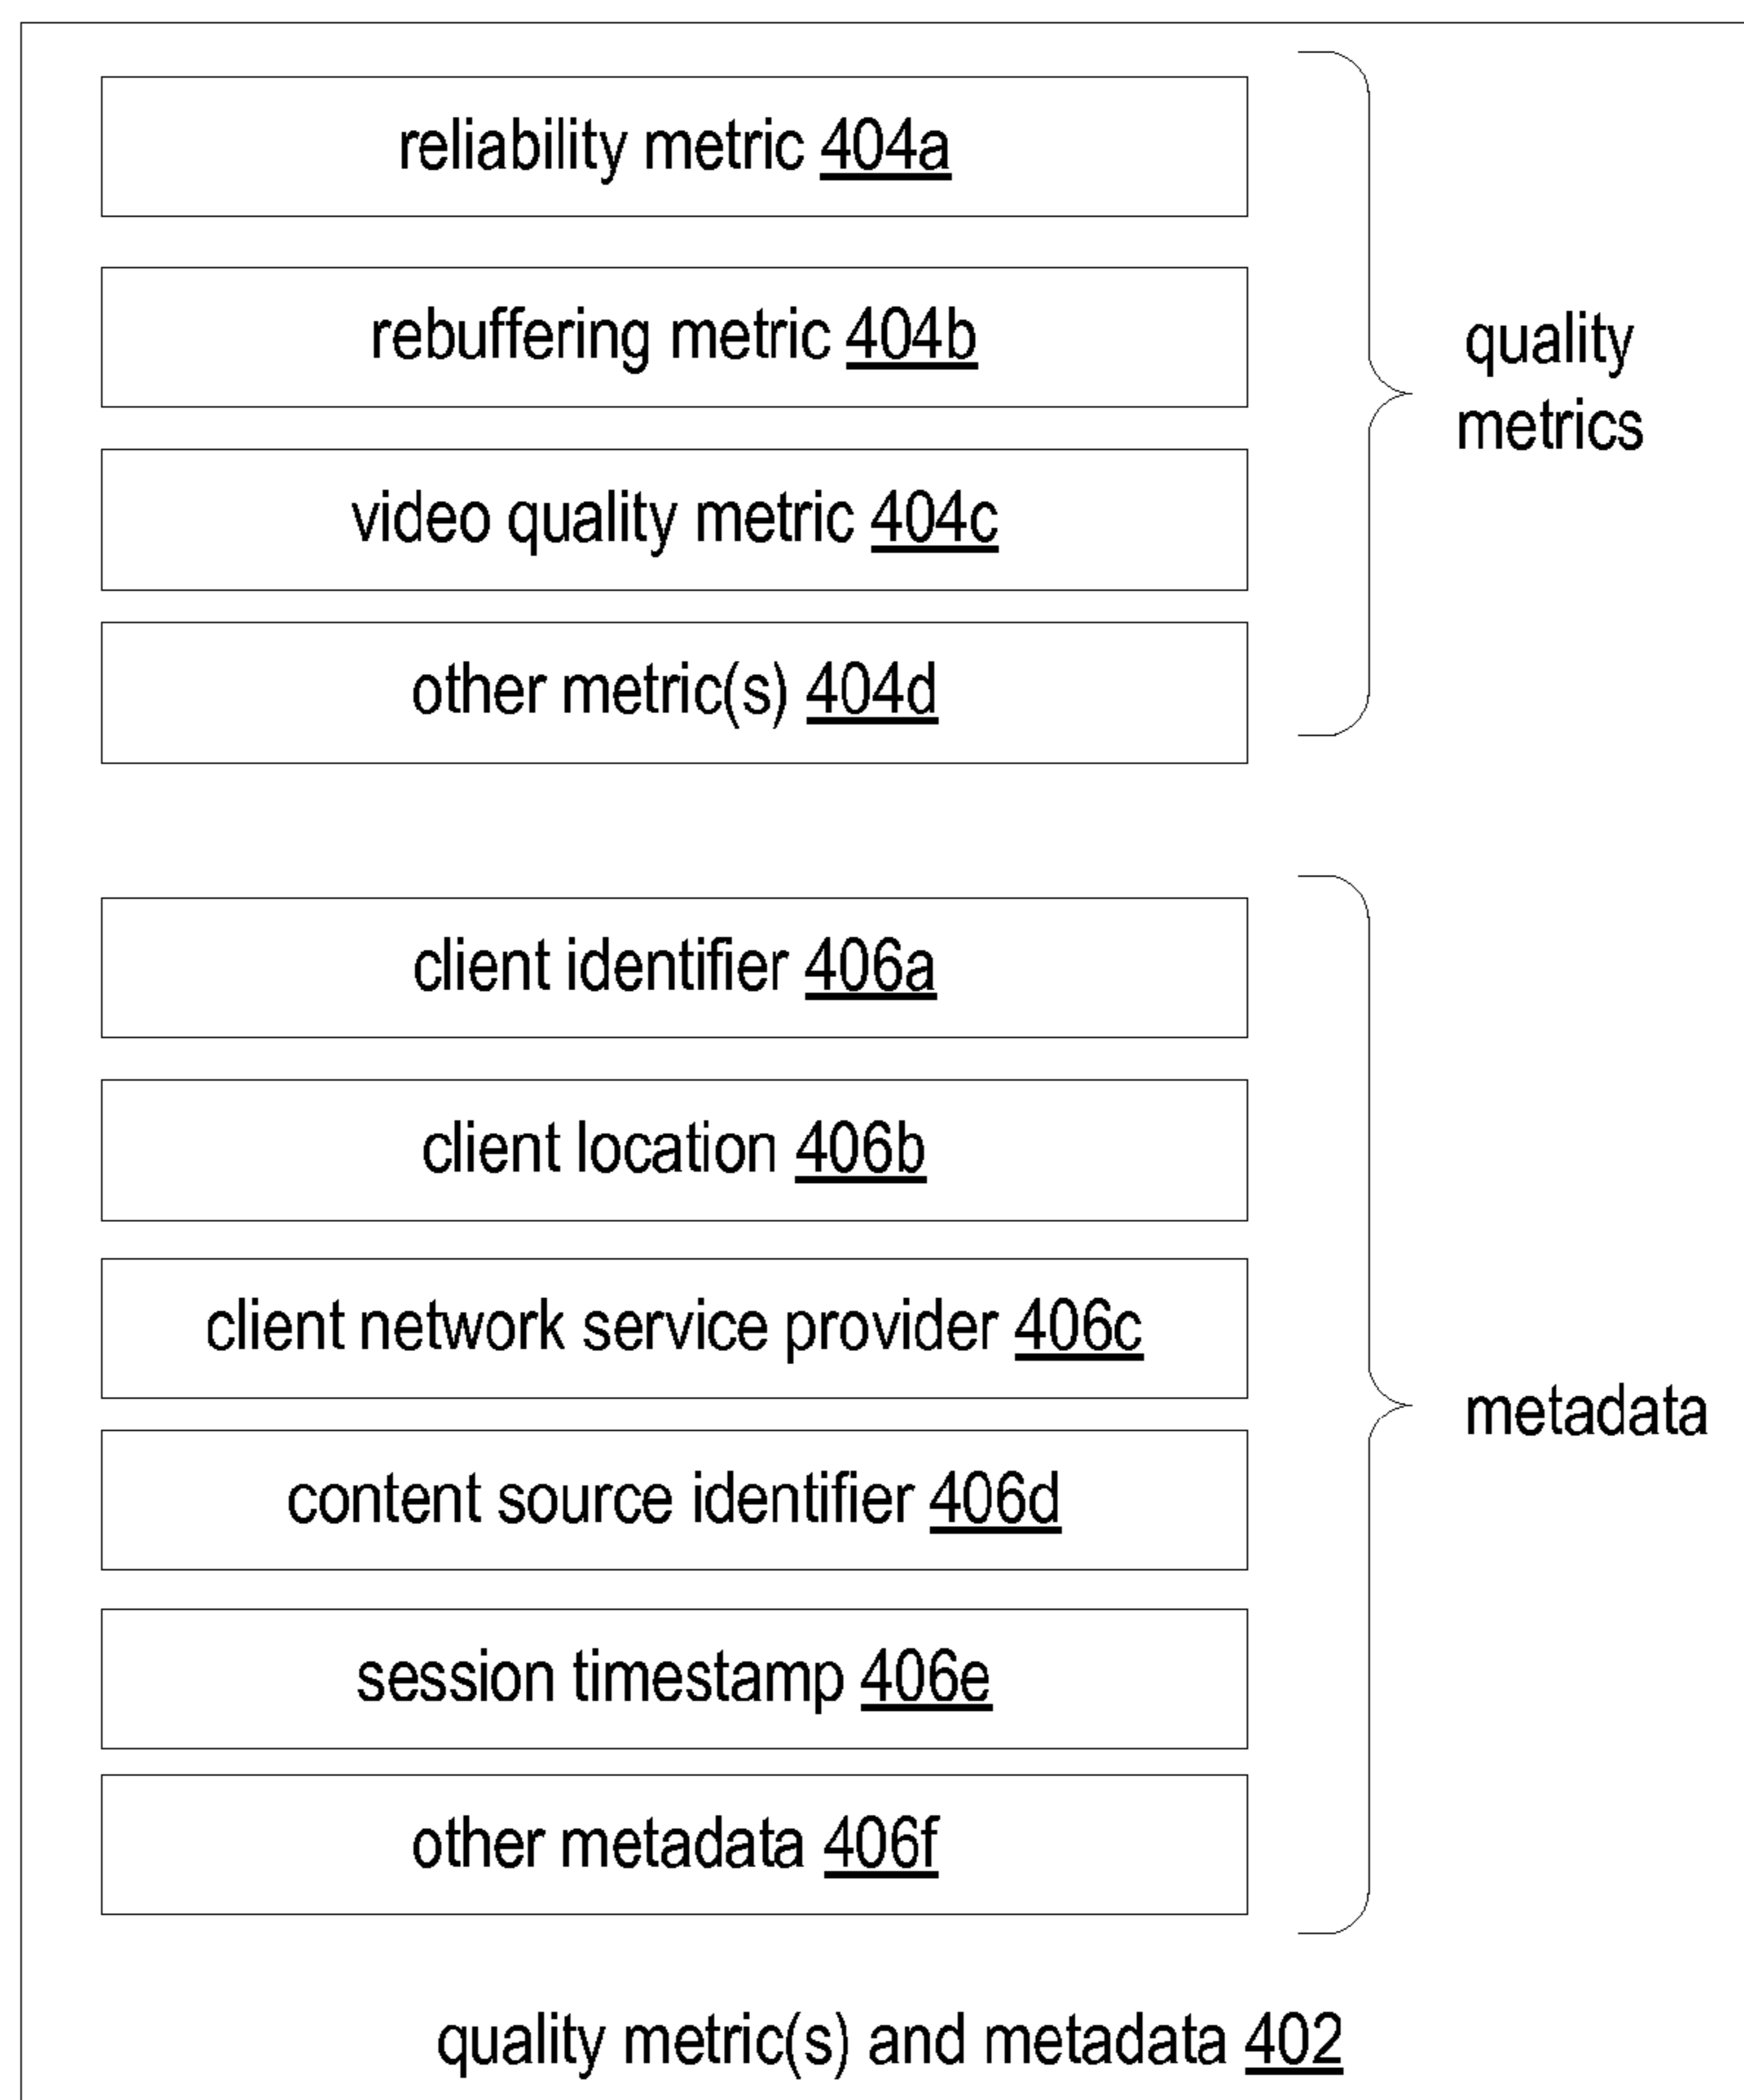 reliability metric 404a
rebuffering metric 404b
video quality metric 404c
other metric(s) 404d
quality
metrics
client identifier 406a
client location 406b
client network service provider 406c
content source identifier 406d
session timestamp 406e
other metadata 406f
metadata
quality metric(s) and metadata 402